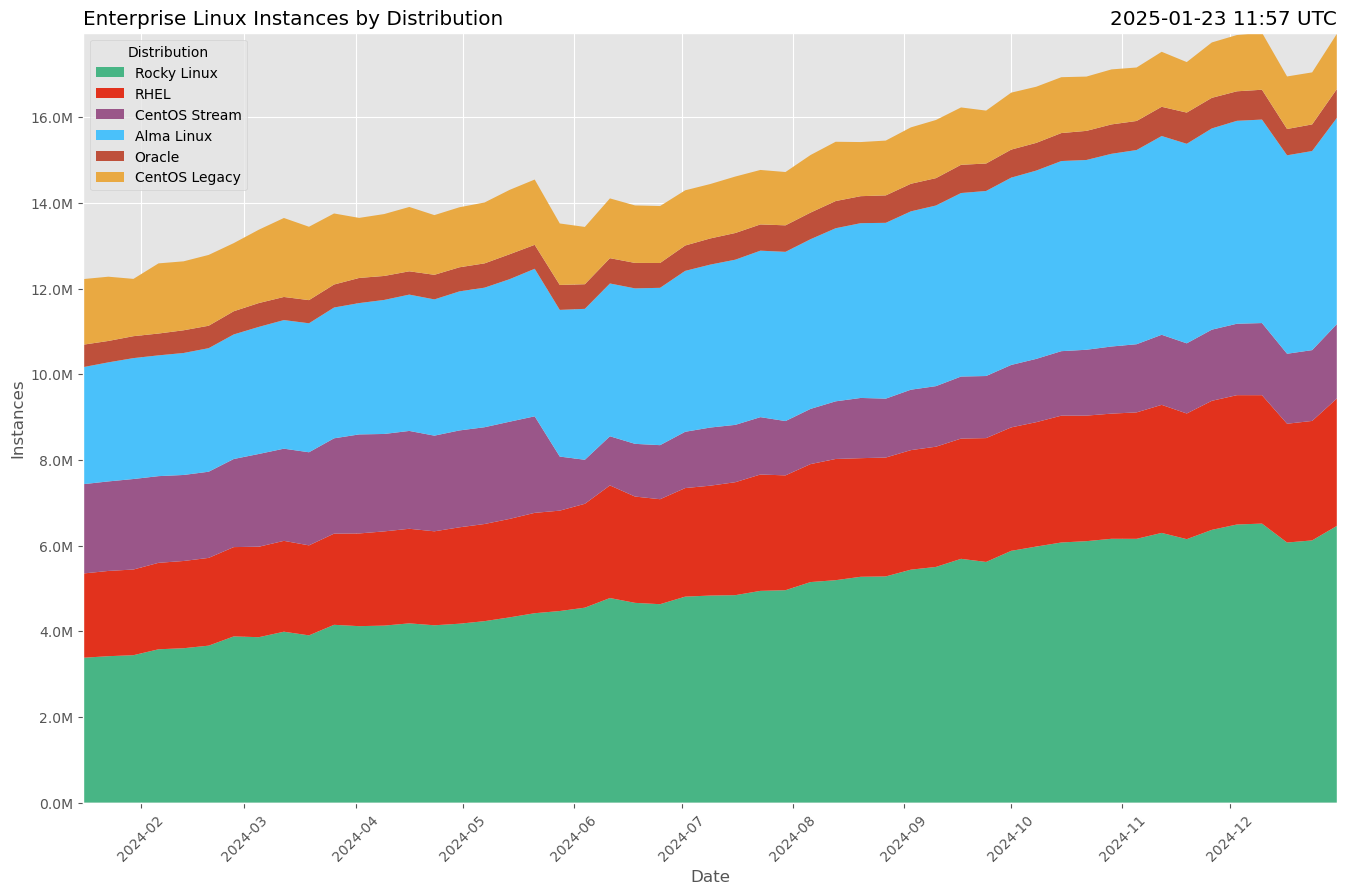 Enterprise Linux Instances by Distribution
2025-01-23 11:57 UTC
Distribution
Rocky Linux
RHEL
CentOS Stream
Alma Linux
Oracle
CentOS Legacy
Instances
16.0M
14.0M
12.0M
10.0M
8.0M
6.0M
4.0M
2.0M
0.0M
2024-02
2024-03
2024-04
2024-05
2024-06
2024-07
2024-08
2024-09
2024-10
2024-11
2024-12
Date